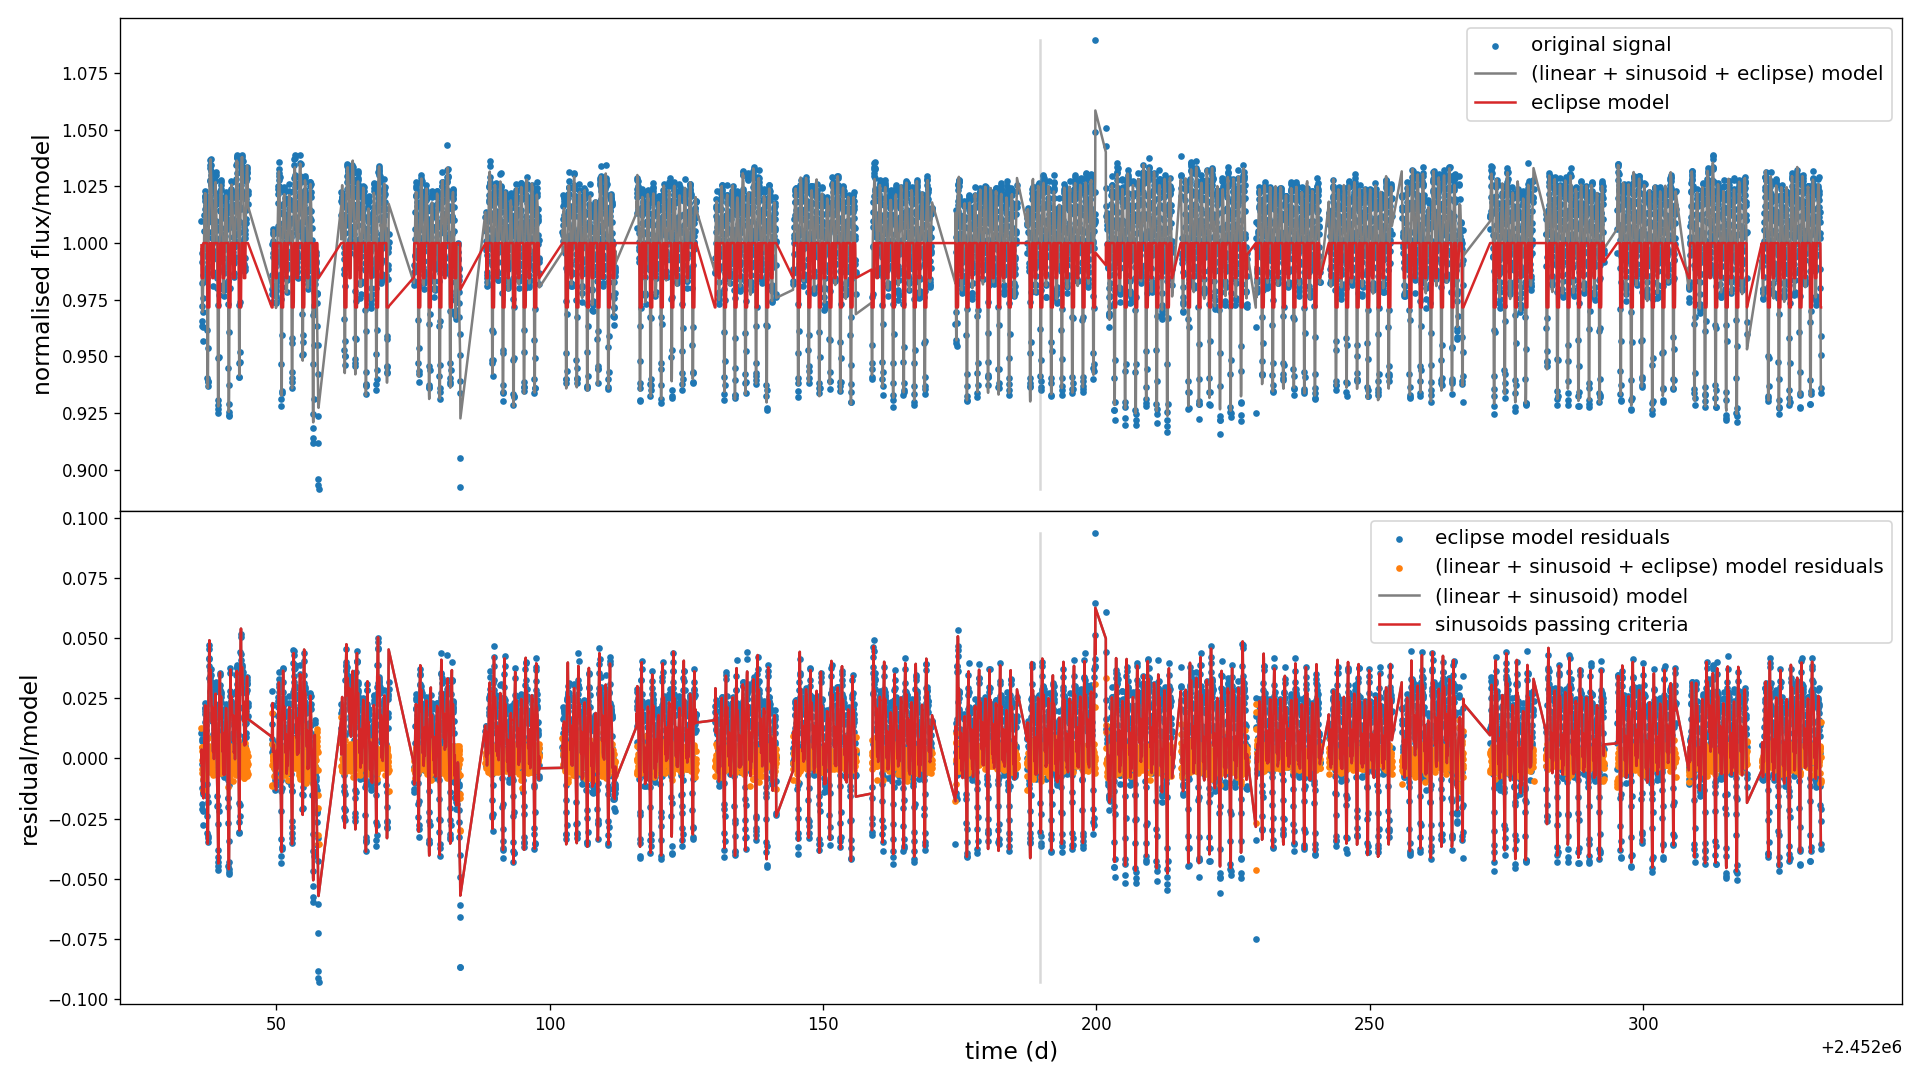 original signal
(linear + sinusoid + eclipse) model
eclipse model
normalised flux/model
1.075
1.050
1.025
1.000
0.975
0.950
0.925
0.900
eclipse model residuals
(linear + sinusoid + eclipse) model residuals
(linear + sinusoid) model
sinusoids passing criteria
residual/model
0.100
0.075
0.050
0.025
0.000
−0.025
−0.050
−0.075
−0.100
50 100 150 200 250 300
time (d)
+2.452e6